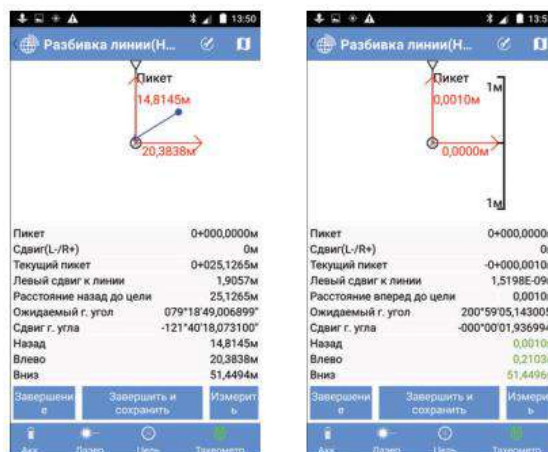 13:50
Разбивка линии(Н...
Пикет
14,8145м
20,3838м
Пикет 0+000,0000м
Сдвиг(L-/R+) 0м
Текущий пикет 0+025,1265м
Левый сдвиг к линии 1,9057м
Расстояние назад до цели 25,1265м
Ожидаемый г. угол 079°18'49,006899"
Сдвиг г. угла -121°40'18,073100"
Назад 14,8145м
Влево 20,3838м
Вниз 51,4494м
Завершени
е
Завершить и
сохранить
Измерит
ь
Акк. Лазер Цель Тахеометр
13:5
Разбивка линии(Н...
Пикет
1м
0,0010м
0,0000м
1м
Пикет 0+000,0000
Сдвиг(L-/R+) 0
Текущий пикет -0+000,0010
Левый сдвиг к линии 1,5198E-09
Расстояние вперед до цели 0,0010
Ожидаемый г. угол 200°59'05,143005
Сдвиг г. угла -000°00'01,936994
Назад 0,0010
Влево 0,2103
Вниз 51,4496
Завершени
е
Завершить и
сохранить
Измери
ь
Акк. Лазер Цель Тахеометр